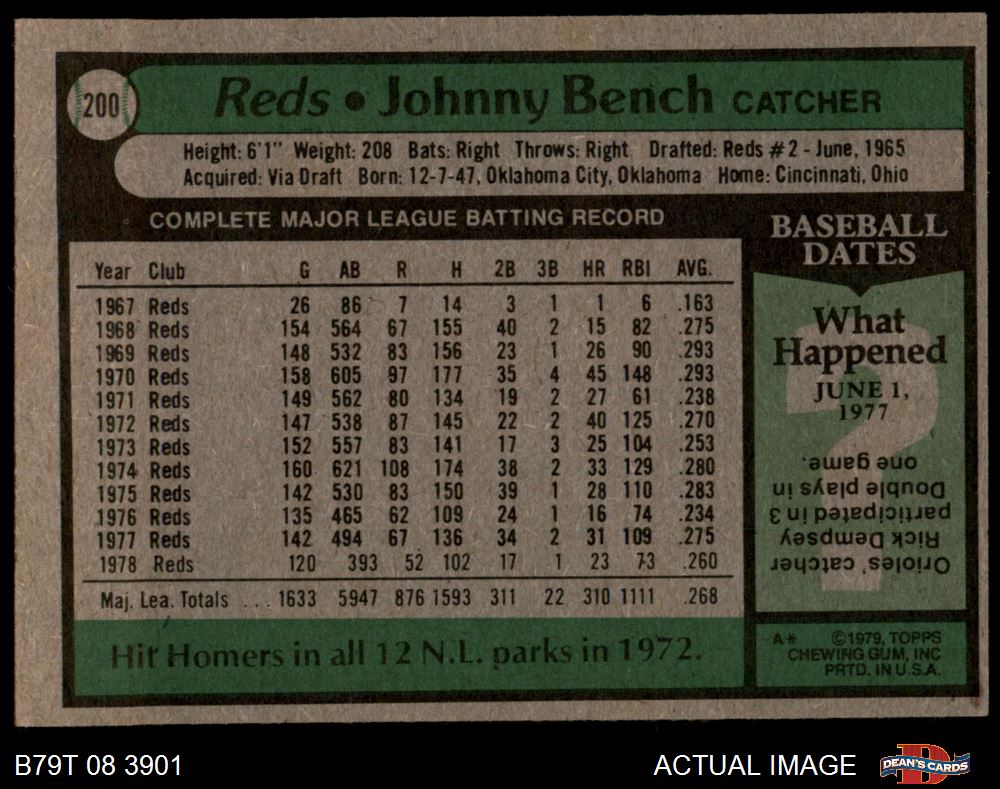 200
Reds • Johnny Bench CATCHER
Height: 6'1" Weight: 208 Bats: Right Throws: Right Drafted: Reds #2 - June, 1965
Acquired: Via Draft Born: 12-7-47, Oklahoma City, Oklahoma Home: Cincinnati, Ohio
COMPLETE MAJOR LEAGUE BATTING RECORD
Year Club G AB R H 2B 3B HR RBI AVG.
1967 Reds 26 86 7 14 3 1 1 6 .163
1968 Reds 154 564 67 155 40 2 15 82 .275
1969 Reds 148 532 83 156 23 1 26 90 .293
1970 Reds 158 605 97 177 35 4 45 148 .293
1971 Reds 149 562 80 134 19 2 27 61 .238
1972 Reds 147 538 87 145 22 2 40 125 .270
1973 Reds 152 557 83 141 17 3 25 104 .253
1974 Reds 160 621 108 174 38 2 33 129 .280
1975 Reds 142 530 83 150 39 1 28 110 .283
1976 Reds 135 465 62 109 24 1 16 74 .234
1977 Reds 142 494 67 136 34 2 31 109 .275
1978 Reds 120 393 52 102 17 1 23 73 .260
Maj. Lea. Totals ... 1633 5947 876 1593 311 22 310 1111 .268
Hit Homers in all 12 N.L. parks in 1972.
BASEBALL
DATES
What
Happened
JUNE 1,
1977
Orioles' catcher
Rick Dempsey
participated in 3
Double plays in
one game.
A* ©1979, TOPPS
CHEWING GUM, INC
PRTD. IN U.S.A.
B79T 08 3901
ACTUAL IMAGE
D
DEAN'S CARDS